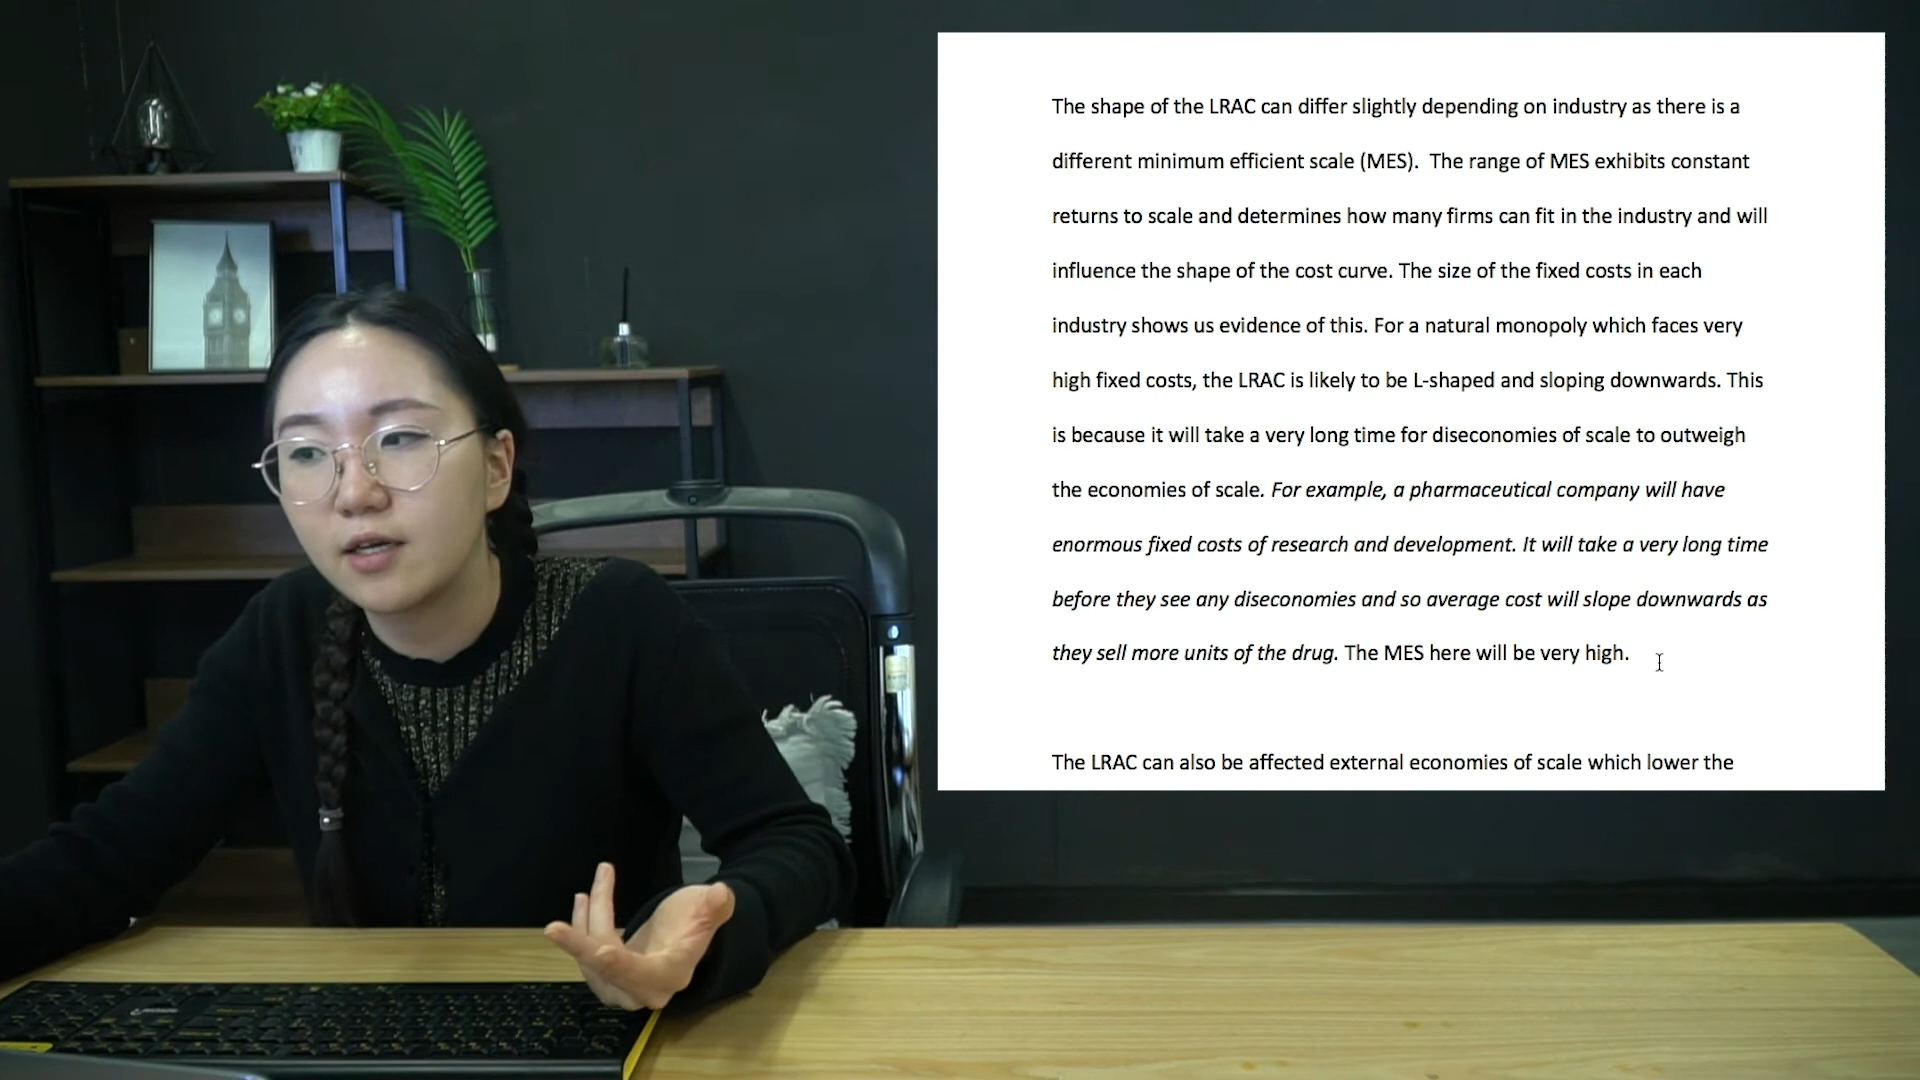 The shape of the LRAC can differ slightly depending on industry as there is a
different minimum efficient scale (MES).  The range of MES exhibits constant
returns to scale and determines how many firms can fit in the industry and will
influence the shape of the cost curve. The size of the fixed costs in each
industry shows us evidence of this. For a natural monopoly which faces very
high fixed costs, the LRAC is likely to be L-shaped and sloping downwards. This
is because it will take a very long time for diseconomies of scale to outweigh
the economies of scale. For example, a pharmaceutical company will have
enormous fixed costs of research and development. It will take a very long time
before they see any diseconomies and so average cost will slope downwards as
they sell more units of the drug. The MES here will be very high.
The LRAC can also be affected external economies of scale which lower the